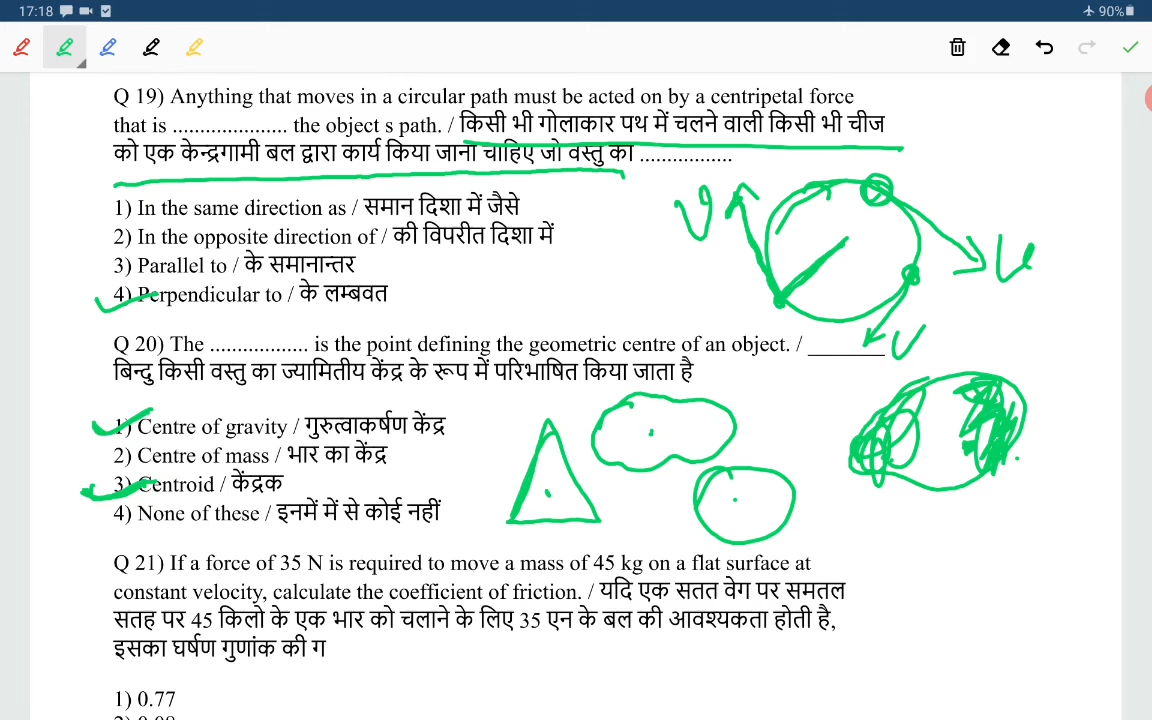 17:18
90%
Q 19) Anything that moves in a circular path must be acted on by a centripetal force
that is ..................... the object s path. / किसी भी गोलाकार पथ में चलने वाली किसी भी चीज
को एक केन्द्रगामी बल द्वारा कार्य किया जाना चाहिए जो वस्तु का .................
1) In the same direction as / समान दिशा में जैसे
2) In the opposite direction of / की विपरीत दिशा में
3) Parallel to / के समानान्तर
4) Perpendicular to / के लम्बवत
Q 20) The .................. is the point defining the geometric centre of an object. / _______
बिन्दु किसी वस्तु का ज्यामितीय केंद्र के रूप में परिभाषित किया जाता है
1) Centre of gravity / गुरुत्वाकर्षण केंद्र
2) Centre of mass / भार का केंद्र
3) Centroid / केंद्रक
4) None of these / इनमें में से कोई नहीं
Q 21) If a force of 35 N is required to move a mass of 45 kg on a flat surface at
constant velocity, calculate the coefficient of friction. / यदि एक सतत वेग पर समतल
सतह पर 45 किलो के एक भार को चलाने के लिए 35 एन के बल की आवश्यकता होती है,
इसका घर्षण गुणांक की ग
1) 0.77